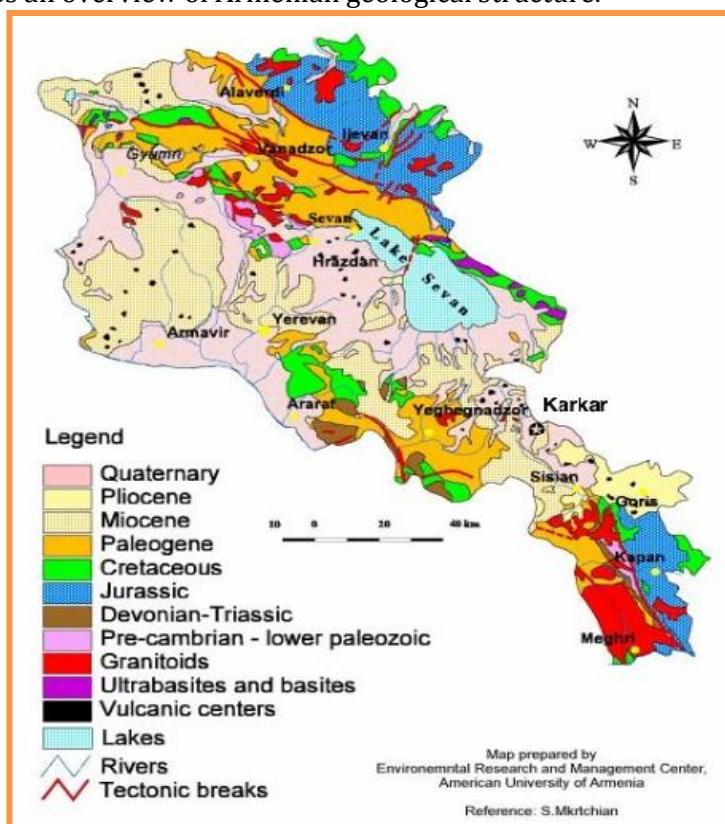 es an overview of Armenian geological structure.
Alaverdi
Ijevan
Gyumri
Vanadzor
N
W E
S
Sevan
Lake Sevan
Hrazdan
Armavir
Yerevan
Ararat
Yeghegnadzor
Karkar
Sisian
Goris
Kapan
Meghri
Legend
Quaternary
Pliocene
Miocene
Paleogene
Cretaceous
Jurassic
Devonian-Triassic
Pre-cambrian - lower paleozoic
Granitoids
Ultrabasites and basites
Vulcanic centers
Lakes
Rivers
Tectonic breaks
10 0 20 40 km
Map prepared by
Environemntal Research and Management Center,
American University of Armenia
Reference: S.Mkrtchian